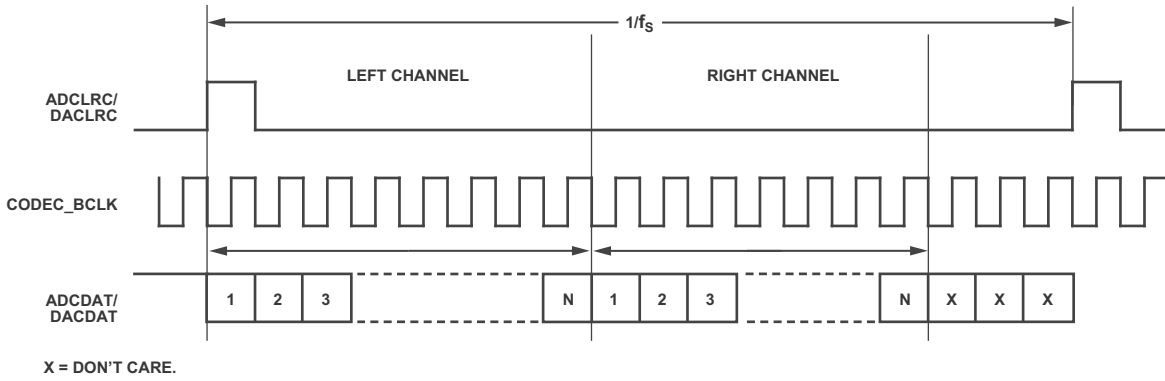 1/fS
LEFT CHANNEL
RIGHT CHANNEL
ADCLRC/
DACLRC
CODEC_BCLK
ADCDAT/
DACDAT
1 2 3 N 1 2 3 N X X X
X = DON'T CARE.